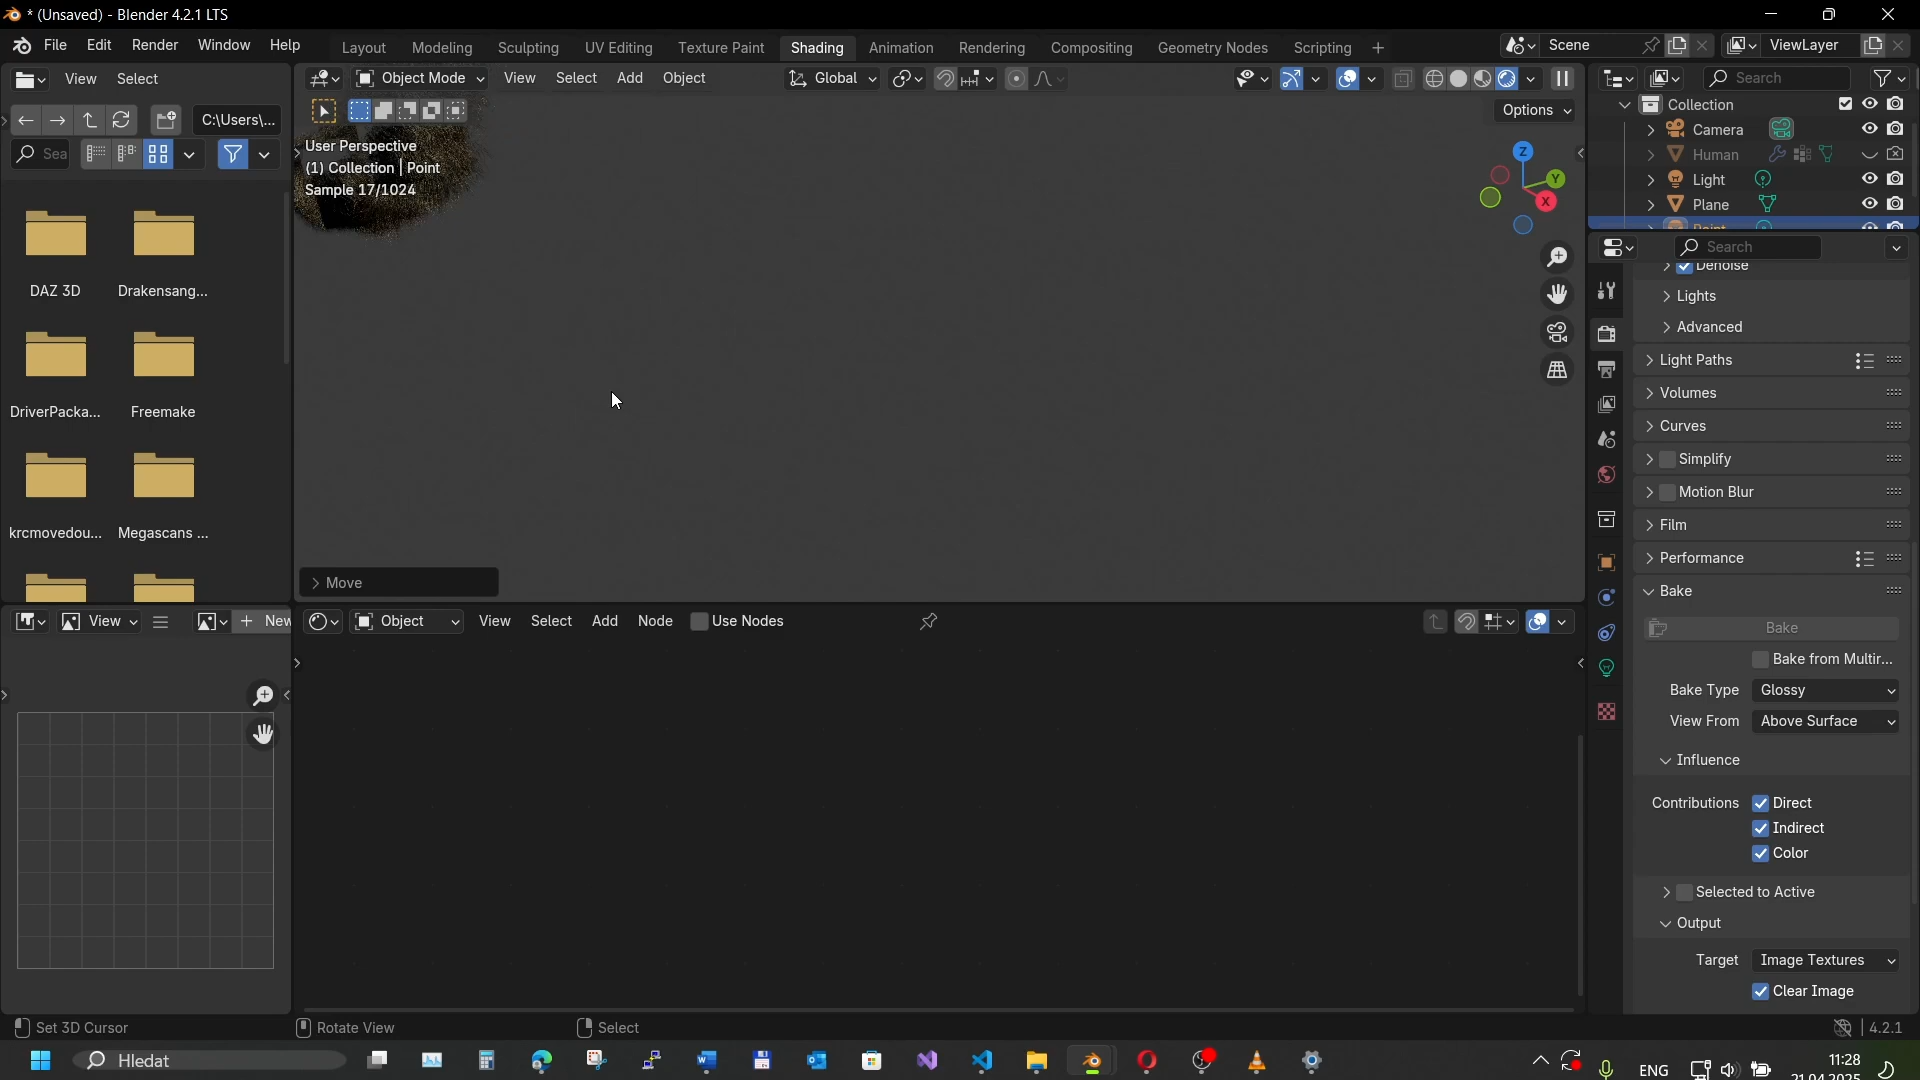 * (Unsaved) - Blender 4.2.1 LTS
File Edit Render Window Help Layout Modeling Sculpting UV Editing Texture Paint Shading Animation Rendering Compositing Geometry Nodes Scripting + Scene ViewLayer
View Select Object Mode View Select Add Object Global Search
C:\Users\... Options
Collection
Camera
Human
Light
Plane
Point
User Perspective
(1) Collection | Point
Sample 17/1024
Z
Y
X
Sea
DAZ 3D Drakensang...
DriverPacka... Freemake
krcmovedou... Megascans ...
Move
Search
Denoise
Lights
Advanced
Light Paths
Volumes
Curves
Simplify
Motion Blur
Film
Performance
Bake
Bake
Bake from Multir...
Bake Type Glossy
View From Above Surface
Influence
Contributions Direct
Indirect
Color
Selected to Active
Output
Target Image Textures
Clear Image
View + New Object View Select Add Node Use Nodes
Set 3D Cursor Rotate View Select 4.2.1
Hledat ENG 11:28
21.04.2025